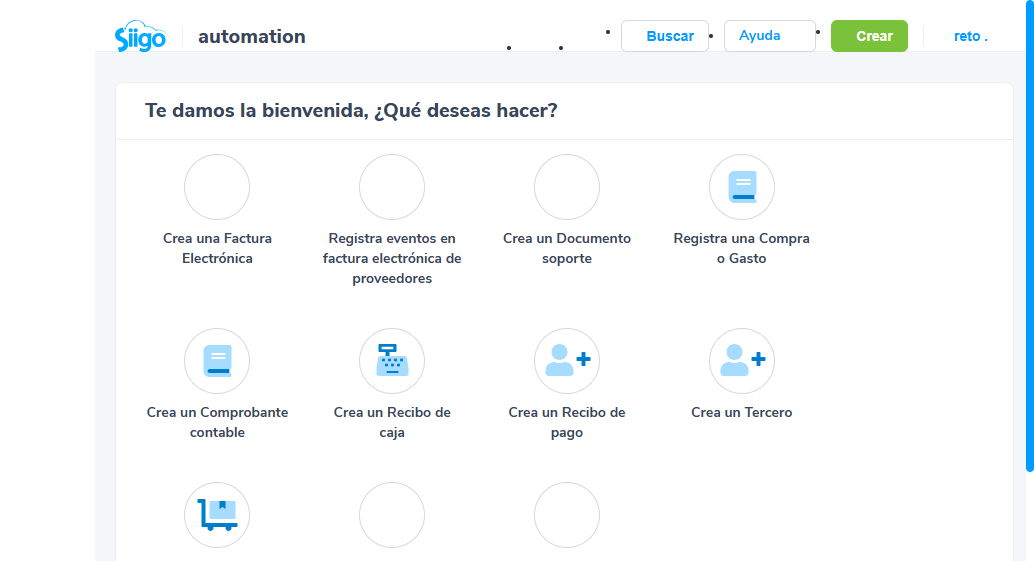 Siigo
automation
Buscar
Ayuda
Crear
reto .
Te damos la bienvenida, ¿Qué deseas hacer?
Crea una Factura
Electrónica
Registra eventos en
factura electrónica de
proveedores
Crea un Documento
soporte
Registra una Compra
o Gasto
Crea un Comprobante
contable
Crea un Recibo de
caja
Crea un Recibo de
pago
Crea un Tercero